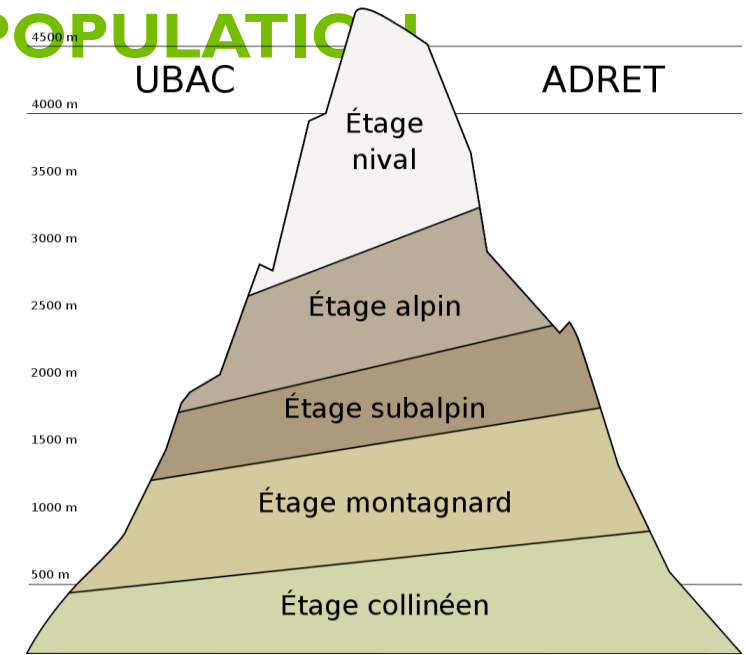 POPULATION
4500 m
UBAC
ADRET
4000 m
Étage
nival
3500 m
3000 m
2500 m
Étage alpin
2000 m
Étage subalpin
1500 m
1000 m
Étage montagnard
500 m
Étage collinéen